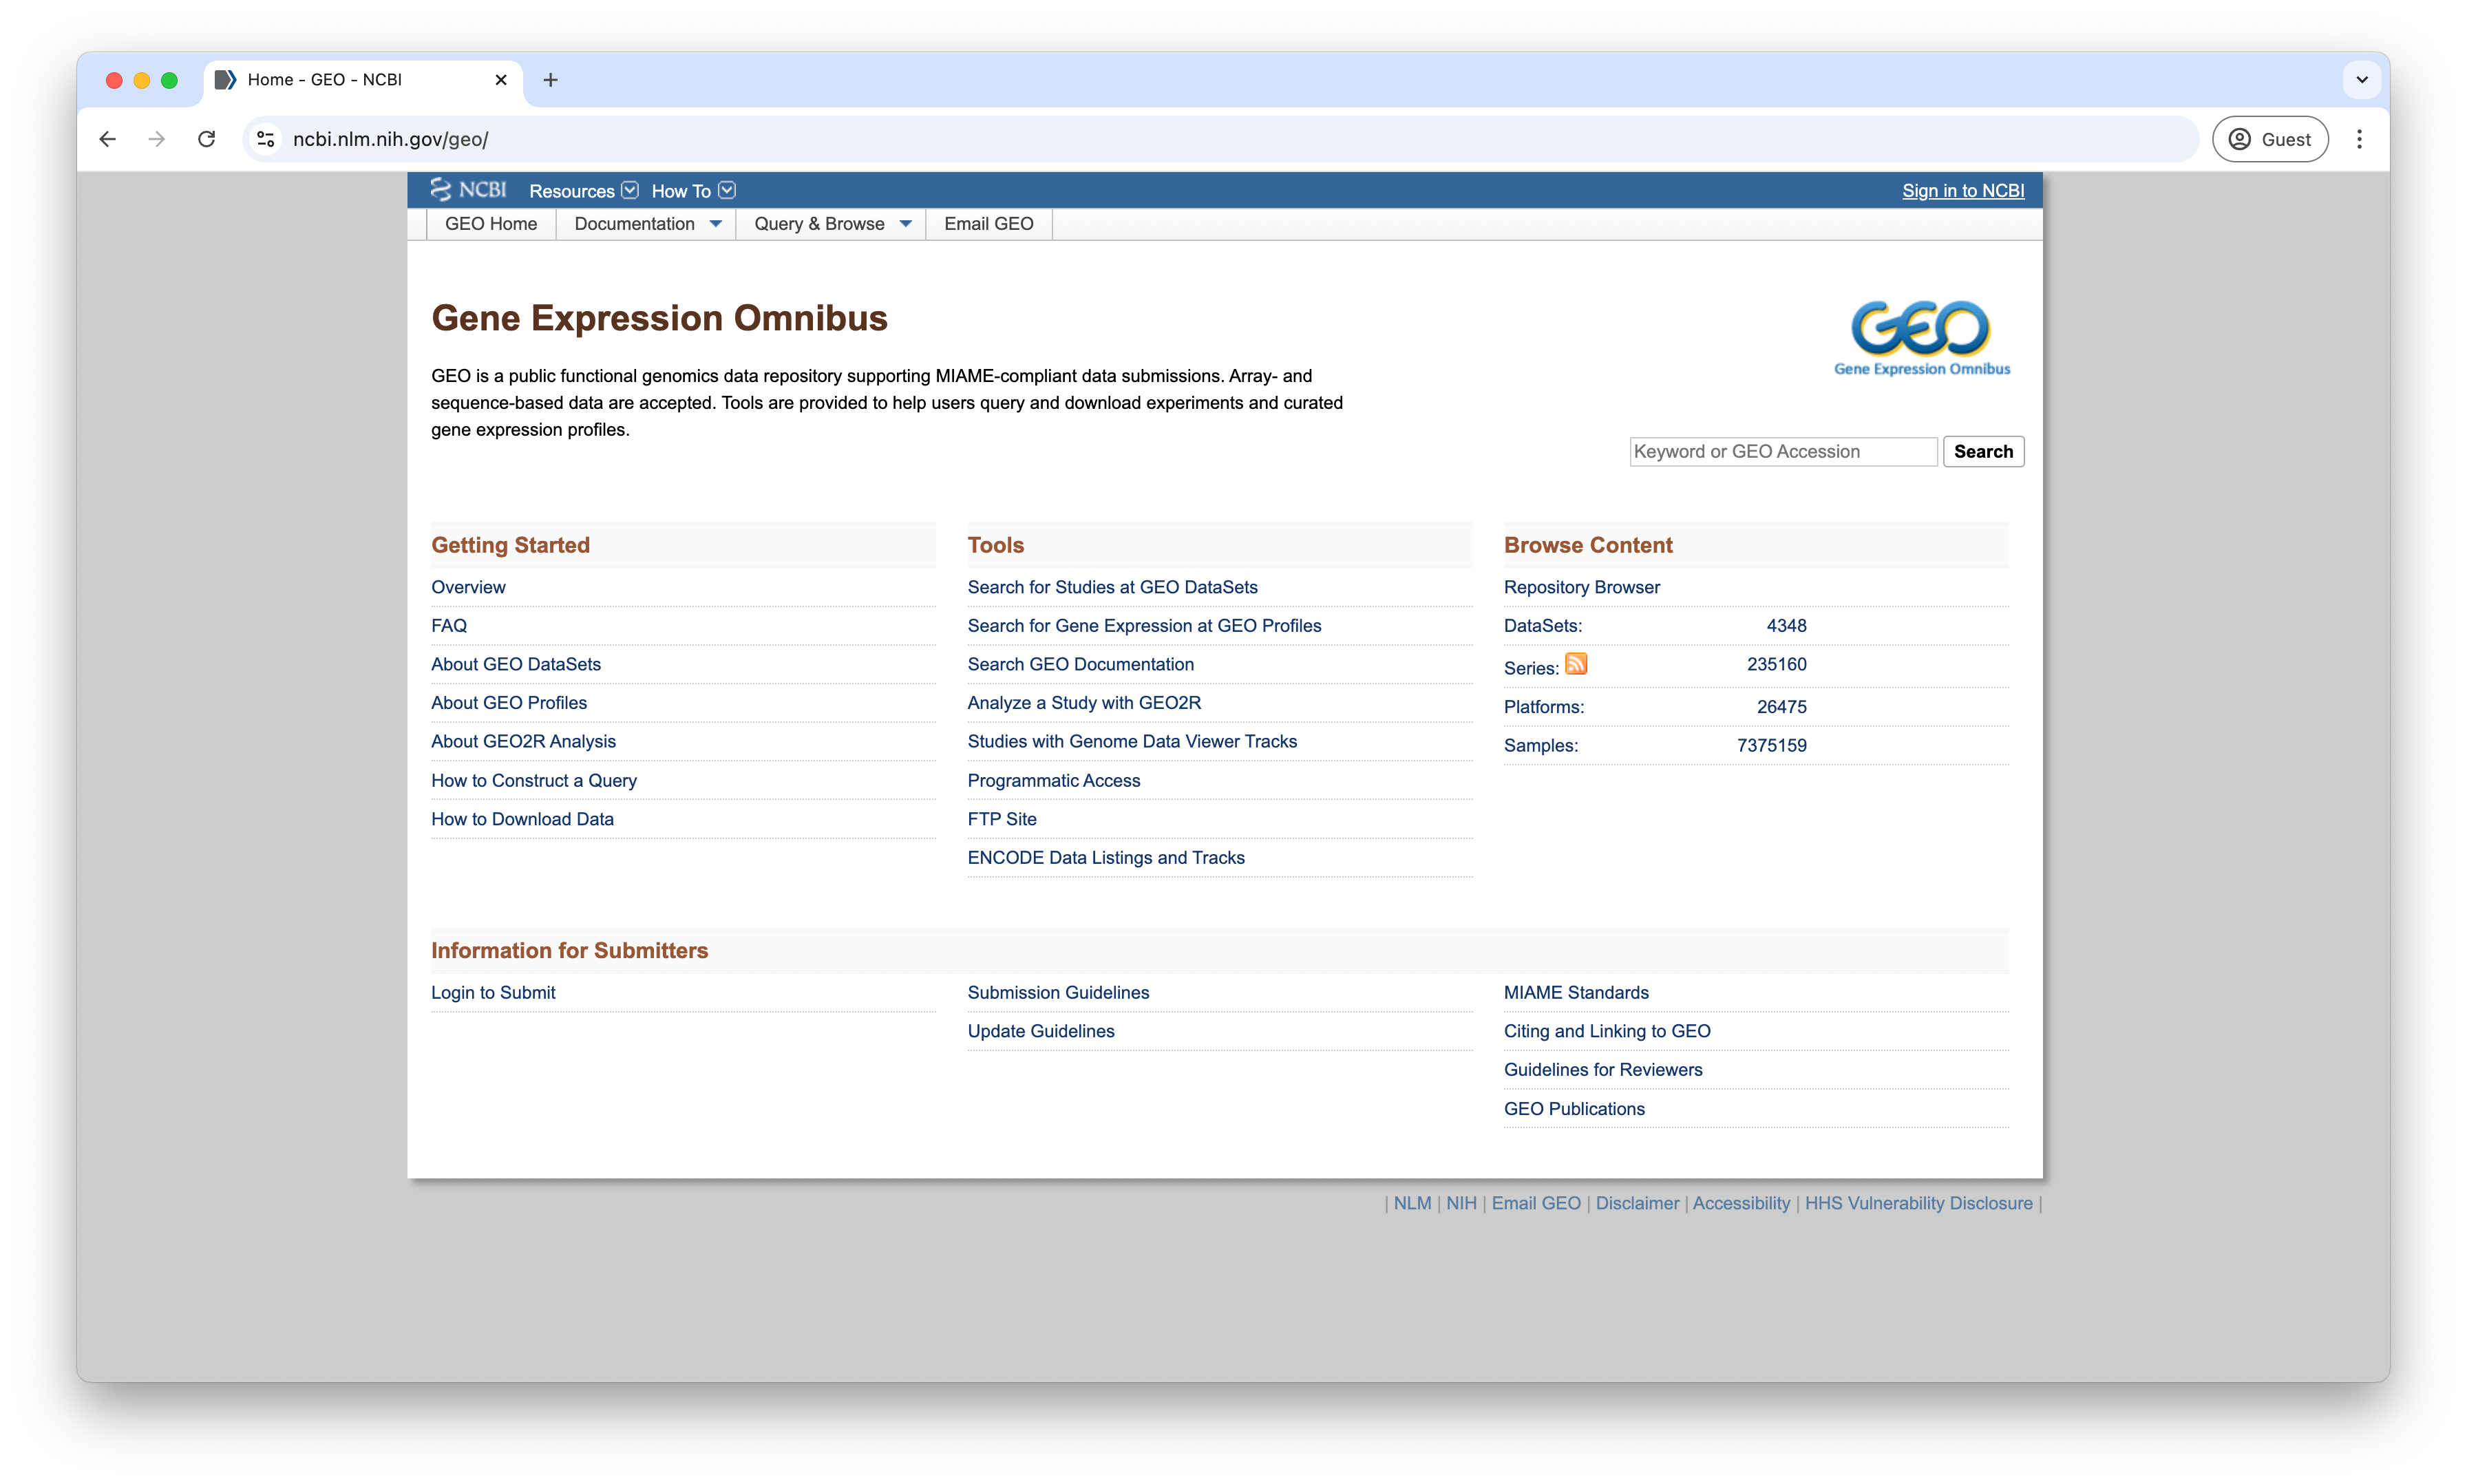 Home - GEO - NCBI
ncbi.nlm.nih.gov/geo/
Guest
NCBI Resources How To Sign in to NCBI
GEO Home Documentation Query & Browse Email GEO
Gene Expression Omnibus
GEO
Gene Expression Omnibus
GEO is a public functional genomics data repository supporting MIAME-compliant data submissions. Array- and
sequence-based data are accepted. Tools are provided to help users query and download experiments and curated
gene expression profiles.
Keyword or GEO Accession Search
Getting Started
Overview
FAQ
About GEO DataSets
About GEO Profiles
About GEO2R Analysis
How to Construct a Query
How to Download Data
Tools
Search for Studies at GEO DataSets
Search for Gene Expression at GEO Profiles
Search GEO Documentation
Analyze a Study with GEO2R
Studies with Genome Data Viewer Tracks
Programmatic Access
FTP Site
ENCODE Data Listings and Tracks
Browse Content
Repository Browser
DataSets: 4348
Series: 235160
Platforms: 26475
Samples: 7375159
Information for Submitters
Login to Submit
Submission Guidelines
Update Guidelines
MIAME Standards
Citing and Linking to GEO
Guidelines for Reviewers
GEO Publications
| NLM | NIH | Email GEO | Disclaimer | Accessibility | HHS Vulnerability Disclosure |